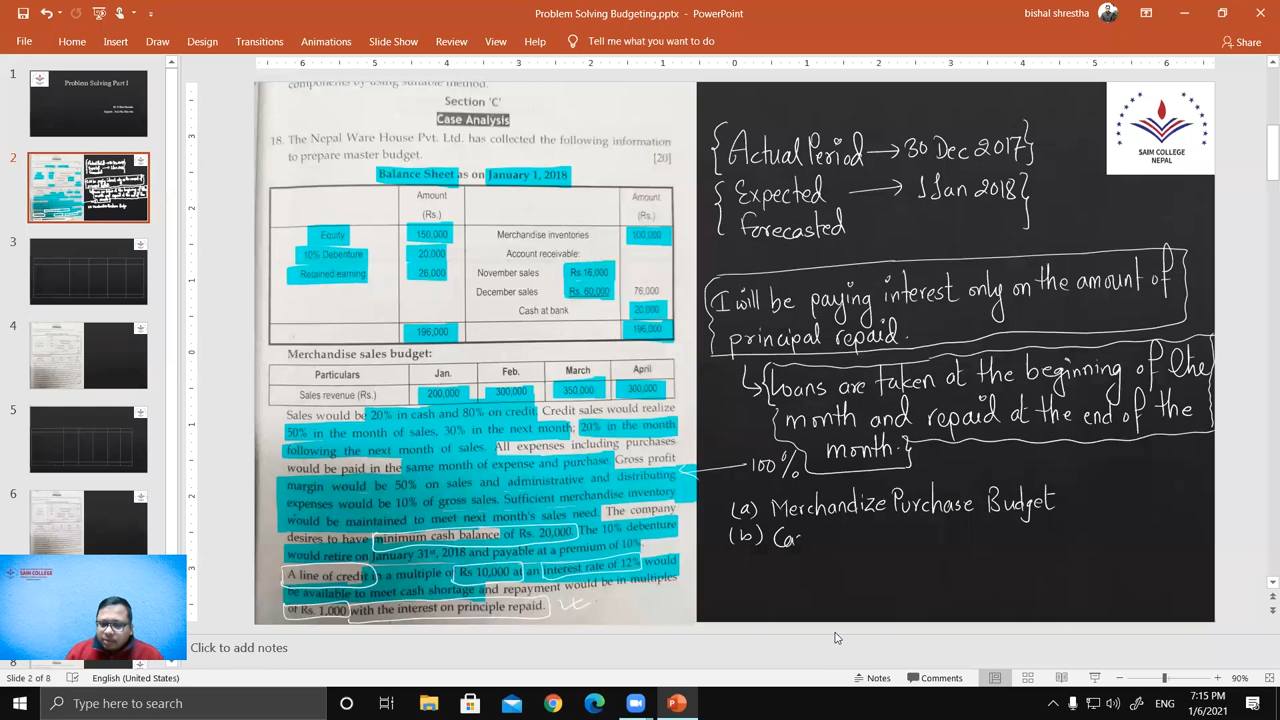 Problem Solving Budgeting.pptx - PowerPoint
bishal shrestha
File Home Insert Draw Design Transitions Animations Slide Show Review View Help Tell me what you want to do
Share
1
Problem Solving Part I
2
3
4
5
6
8
components by using suitable method.
Section 'C'
Case Analysis
18. The Nepal Ware House Pvt. Ltd. has collected the following information
to prepare master budget. [20]
Balance Sheet as on January 1, 2018
Amount (Rs.) Amount (Rs.)
Equity 150,000 Merchandise inventories 100,000
10% Debenture 20,000 Account receivable:
Retained earning 26,000 November sales Rs.16,000
December sales Rs. 60,000 76,000
Cash at bank 20,000
196,000 196,000
Merchandise sales budget:
Particulars Jan. Feb. March April
Sales revenue (Rs.) 200,000 300,000 350,000 300,000
Sales would be 20% in cash and 80% on credit. Credit sales would realize
50% in the month of sales, 30% in the next month; 20% in the month
following the next month of sales. All expenses including purchases
would be paid in the same month of expense and purchase. Gross profit
margin would be 50% on sales and administrative and distributing
expenses would be 10% of gross sales. Sufficient merchandise inventory
would be maintained to meet next month's sales need. The company
desires to have minimum cash balance of Rs. 20,000. The 10% debenture
would retire on January 31st, 2018 and payable at a premium of 10%.
A line of credit in a multiple of Rs 10,000 at an interest rate of 12% would
be available to meet cash shortage and repayment would be in multiples
of Rs. 1,000 with the interest on principle repaid.
{Actual Period → 30 Dec 2017}
{Expected → 1 Jan 2018}
Forecasted
I will be paying interest only on the amount of
principal repaid.
↳ {Loans are taken at the beginning of the
month and repaid at the end of the
month.}
100%
(a) Merchandize Purchase Budget
(b) Ca
SAIM COLLEGE
NEPAL
SAIM COLLEGE
Click to add notes
Slide 2 of 8 English (United States) Notes Comments 90%
Type here to search
ENG
7:15 PM
1/6/2021